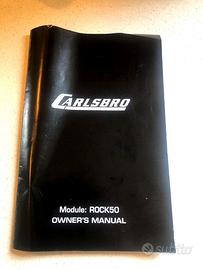 CARLSBRO
Module: ROCK50
OWNER'S MANUAL
subito